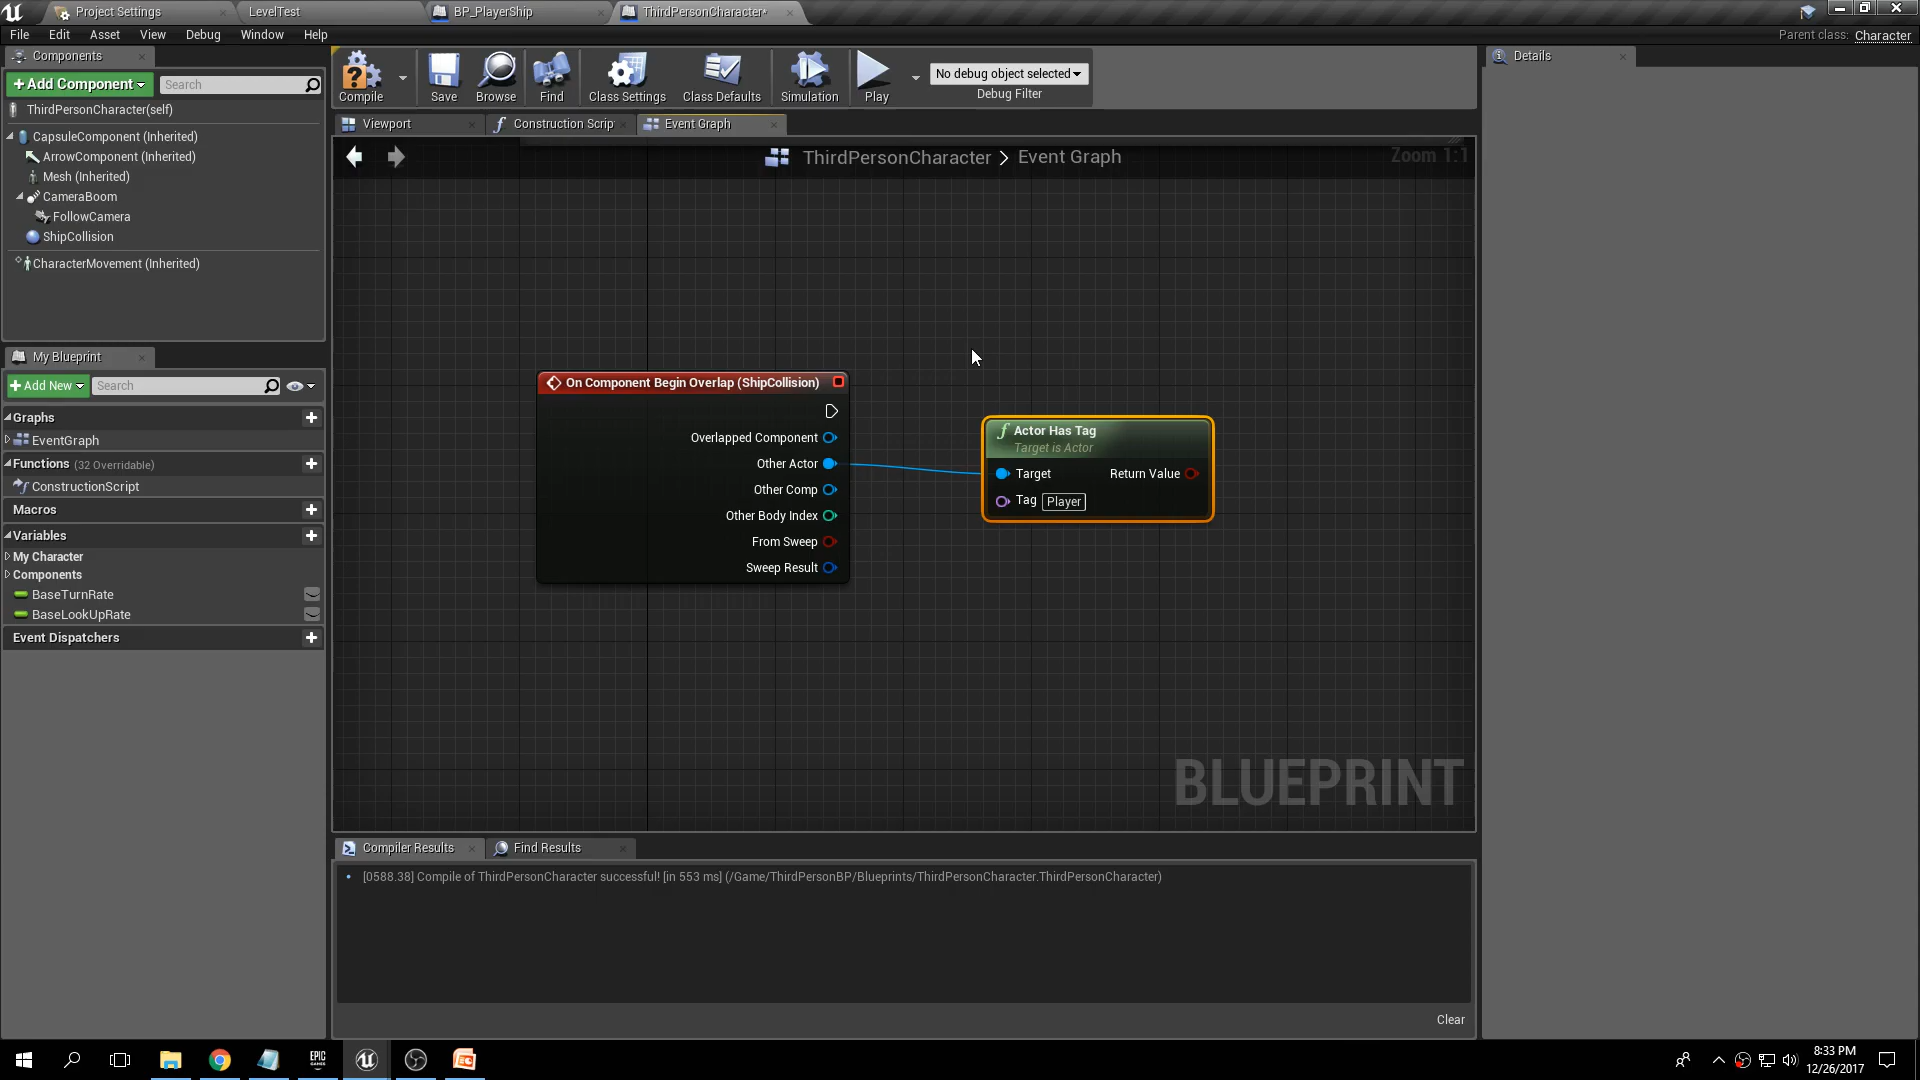 Project Settings
LevelTest
BP_PlayerShip
ThirdPersonCharacter*
File Edit Asset View Debug Window Help
Parent class: Character
Components
+ Add Component
Search
ThirdPersonCharacter(self)
CapsuleComponent (Inherited)
ArrowComponent (Inherited)
Mesh (Inherited)
CameraBoom
FollowCamera
ShipCollision
CharacterMovement (Inherited)
My Blueprint
+ Add New
Search
Graphs
EventGraph
Functions (32 Overridable)
ConstructionScript
Macros
Variables
My Character
Components
BaseTurnRate
BaseLookUpRate
Event Dispatchers
Compile
Save
Browse
Find
Class Settings
Class Defaults
Simulation
Play
No debug object selected
Debug Filter
Viewport
Construction Scrip
Event Graph
ThirdPersonCharacter > Event Graph
Zoom 1:1
On Component Begin Overlap (ShipCollision)
Overlapped Component
Other Actor
Other Comp
Other Body Index
From Sweep
Sweep Result
Actor Has Tag
Target is Actor
Target
Return Value
Tag Player
BLUEPRINT
Compiler Results
Find Results
[0588.38] Compile of ThirdPersonCharacter successful! [in 553 ms] (/Game/ThirdPersonBP/Blueprints/ThirdPersonCharacter.ThirdPersonCharacter)
Clear
Details
EPIC
GAMES
8:33 PM
12/26/2017